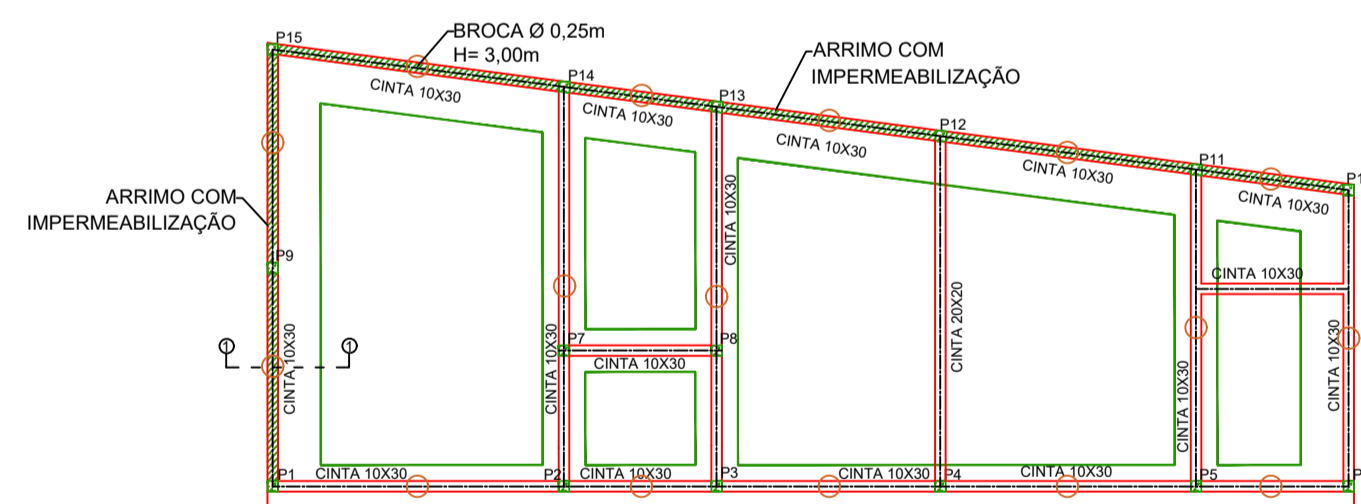 P15
BROCA Ø 0,25m
H= 3,00m
ARRIMO COM
IMPERMEABILIZAÇÃO
P14
CINTA 10X30
P13
CINTA 10X30
P12
CINTA 10X30
P11
CINTA 10X30
CINTA 10X30
ARRIMO COM
IMPERMEABILIZAÇÃO
CINTA 10X30
P9
CINTA 10X30
CINTA 20X20
1
1
CINTA 10X30
CINTA 10X30
P7
P8
CINTA 10X30
CINTA 10X30
CINTA 10X30
P1
CINTA 10X30
P2
CINTA 10X30
P3
CINTA 10X30
P4
CINTA 10X30
P5